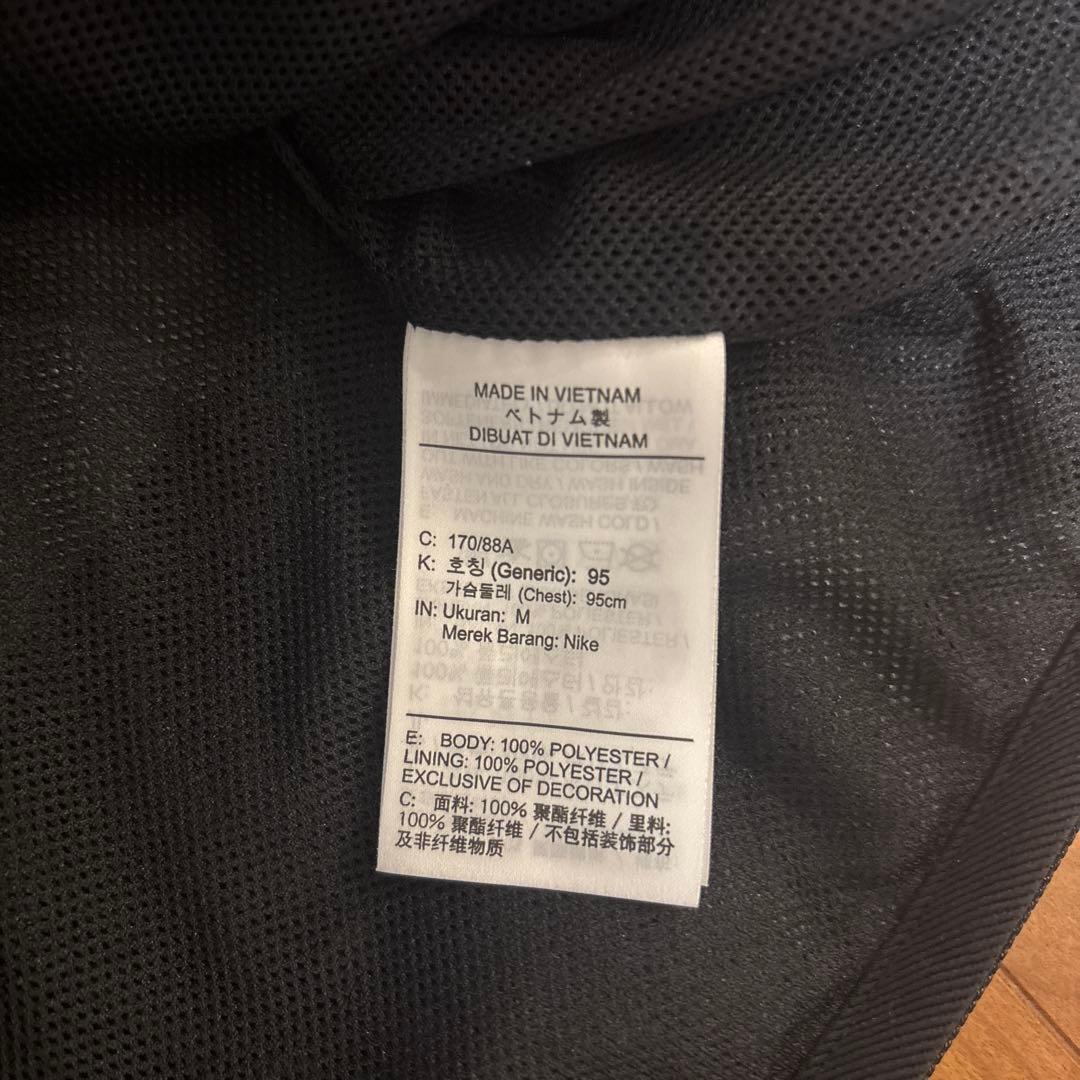 MADE IN VIETNAM
ベトナム製
DIBUAT DI VIETNAM
C: 170/88A
K: 호칭 (Generic): 95
가슴둘레 (Chest): 95cm
IN: Ukuran: M
Merek Barang: Nike
E: BODY: 100% POLYESTER /
LINING: 100% POLYESTER /
EXCLUSIVE OF DECORATION
C: 面料: 100% 聚酯纤维 / 里料:
100% 聚酯纤维 / 不包括装饰部分
及非纤维物质